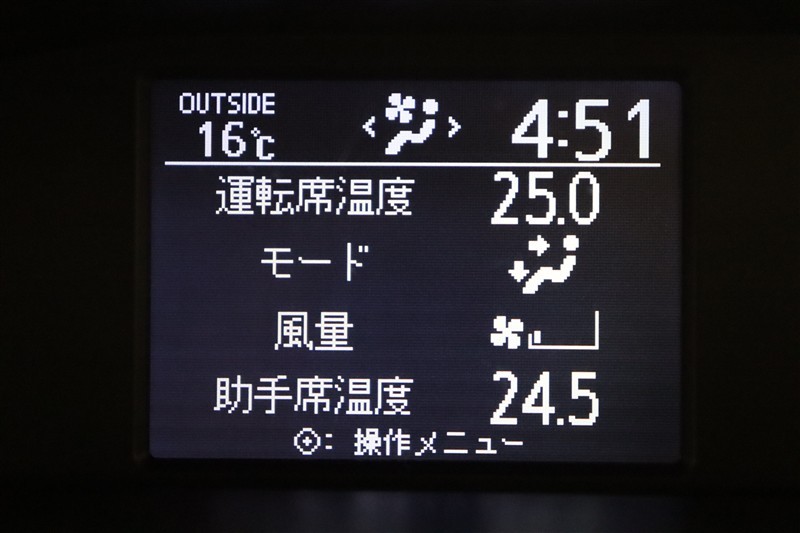 OUTSIDE
16℃
4:51
運転席温度 25.0
モード
風量
助手席温度 24.5
: 操作メニュー